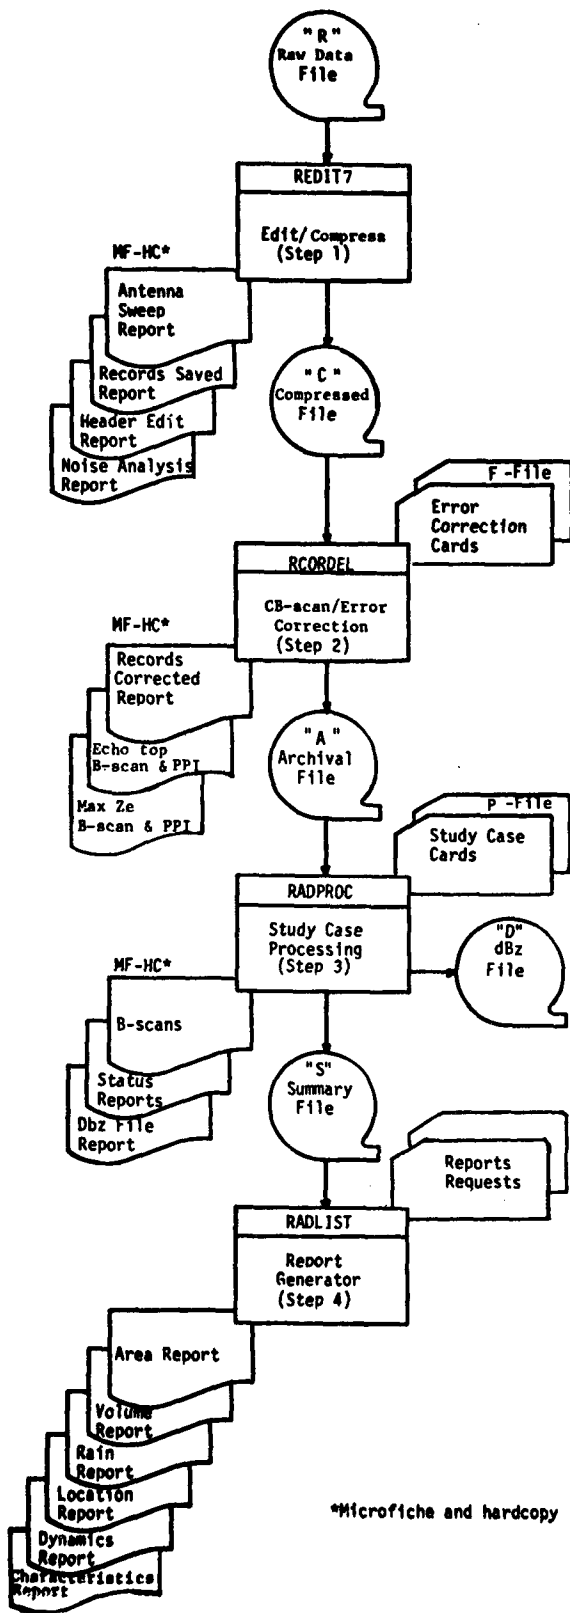 "R"
Raw Data
File
REDIT7
Edit/Compress
(Step 1)
MF-HC*
Antenna
Sweep
Report
Records Saved
Report
Header Edit
Report
Noise Analysis
Report
"C"
Compressed
File
F -File
Error
Correction
Cards
RCORDEL
CB-scan/Error
Correction
(Step 2)
MF-HC*
Records
Corrected
Report
Echo top
B-scan & PPI
Max Ze
B-scan & PPI
"A"
Archival
File
P -File
Study Case
Cards
RADPROC
Study Case
Processing
(Step 3)
"D"
dBz
File
MF-HC*
B-scans
Status
Reports
Dbz File
Report
"S"
Summary
File
Reports
Requests
RADLIST
Report
Generator
(Step 4)
Area Report
Volume
Report
Rain
Report
Location
Report
Dynamics
Report
Characteristics
Report
*Microfiche and hardcopy